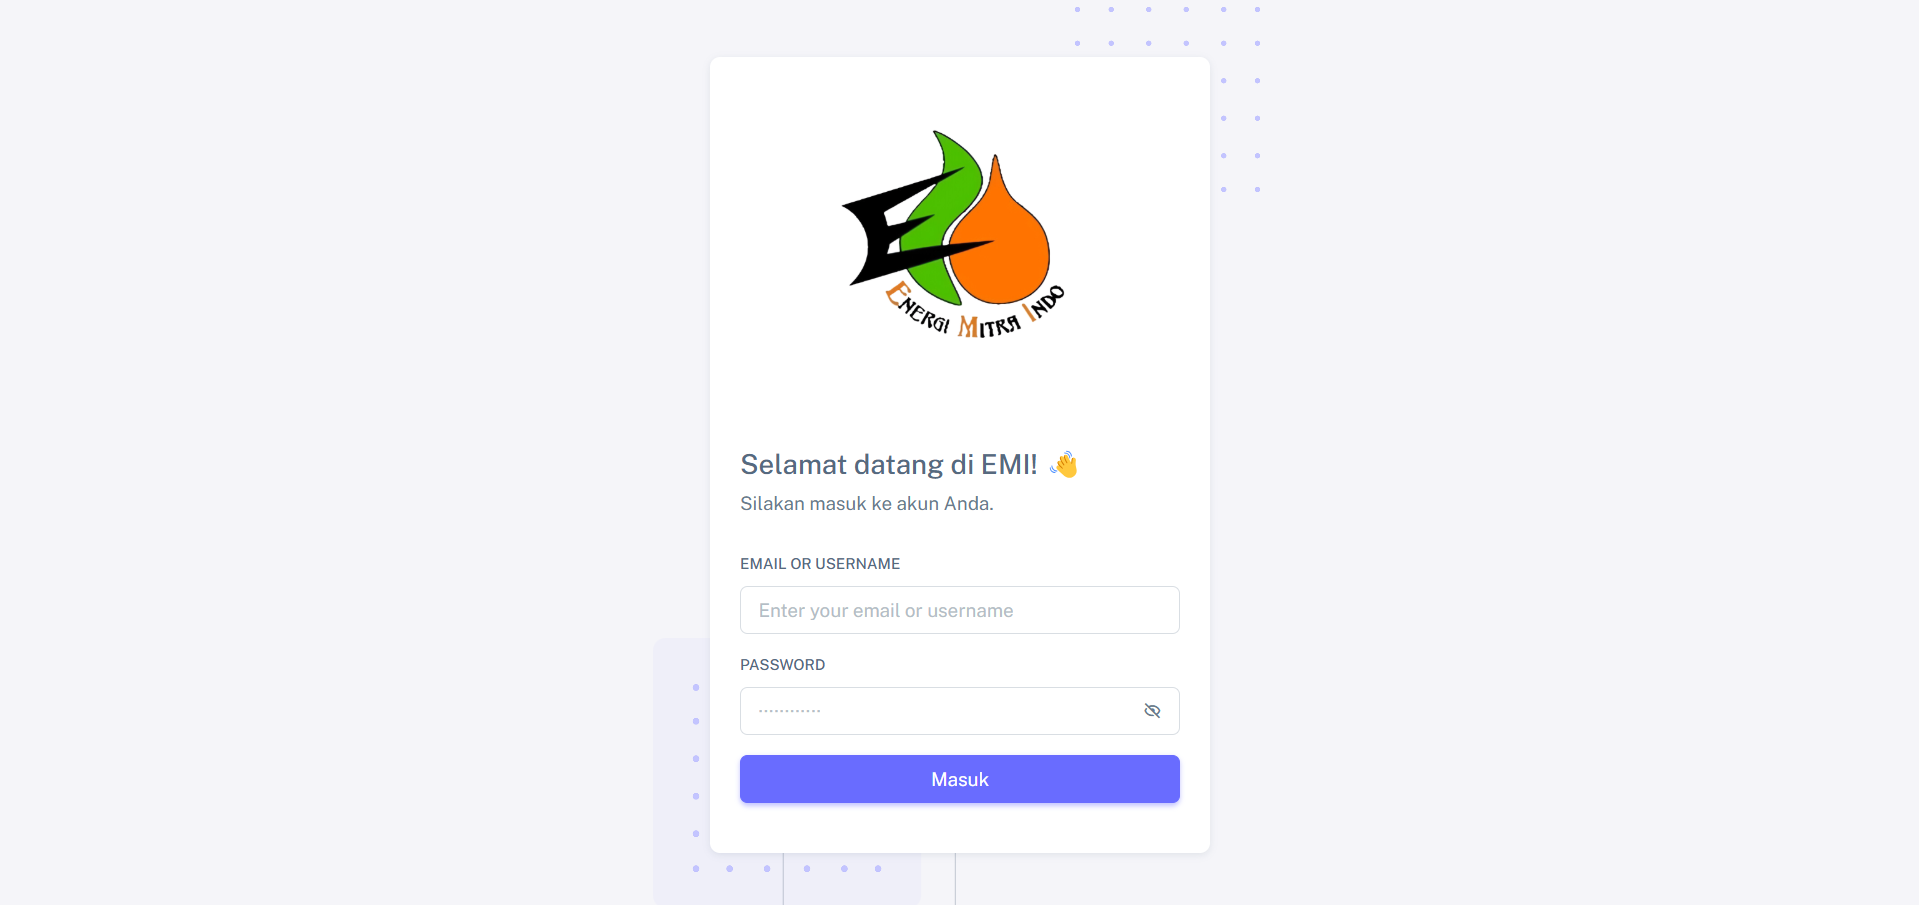 ENERGI MITRA INDO
Selamat datang di EMI! 👋
Silakan masuk ke akun Anda.
EMAIL OR USERNAME
Enter your email or username
PASSWORD
············
Masuk